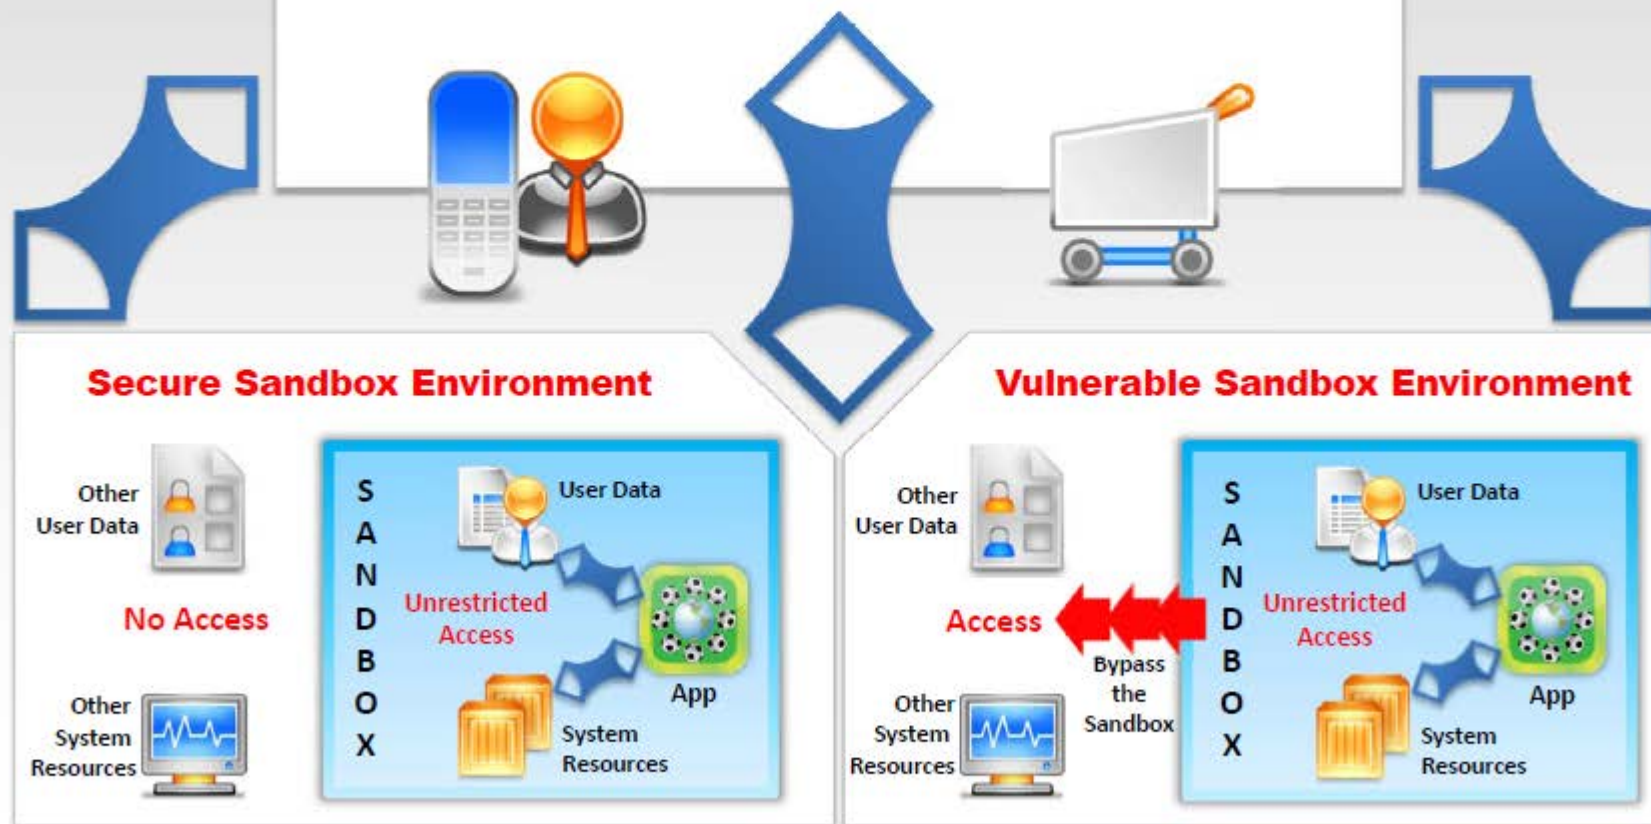 Secure Sandbox Environment
Other
User Data
No Access
Other
System
Resources
S
A
N
D
B
O
X
User Data
Unrestricted
Access
App
System
Resources
Vulnerable Sandbox Environment
Other
User Data
Access
Bypass
the
Sandbox
Other
System
Resources
S
A
N
D
B
O
X
User Data
Unrestricted
Access
App
System
Resources